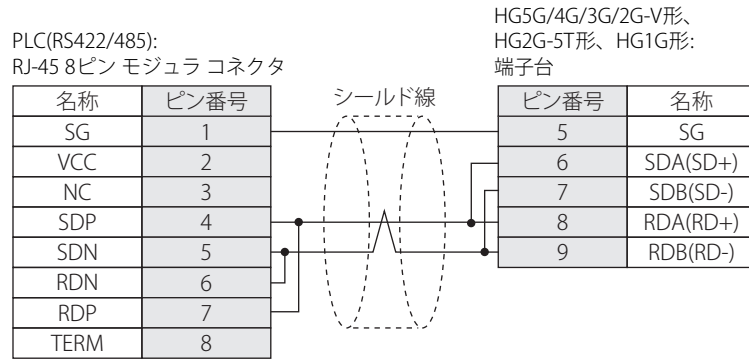 PLC(RS422/485):
RJ-45 8ピン モジュラ コネクタ
HG5G/4G/3G/2G-V形、
HG2G-5T形、HG1G形:
端子台
名称 ピン番号 シールド線 ピン番号 名称
SG 1 5 SG
VCC 2 6 SDA(SD+)
NC 3 7 SDB(SD-)
SDP 4 8 RDA(RD+)
SDN 5 9 RDB(RD-)
RDN 6
RDP 7
TERM 8